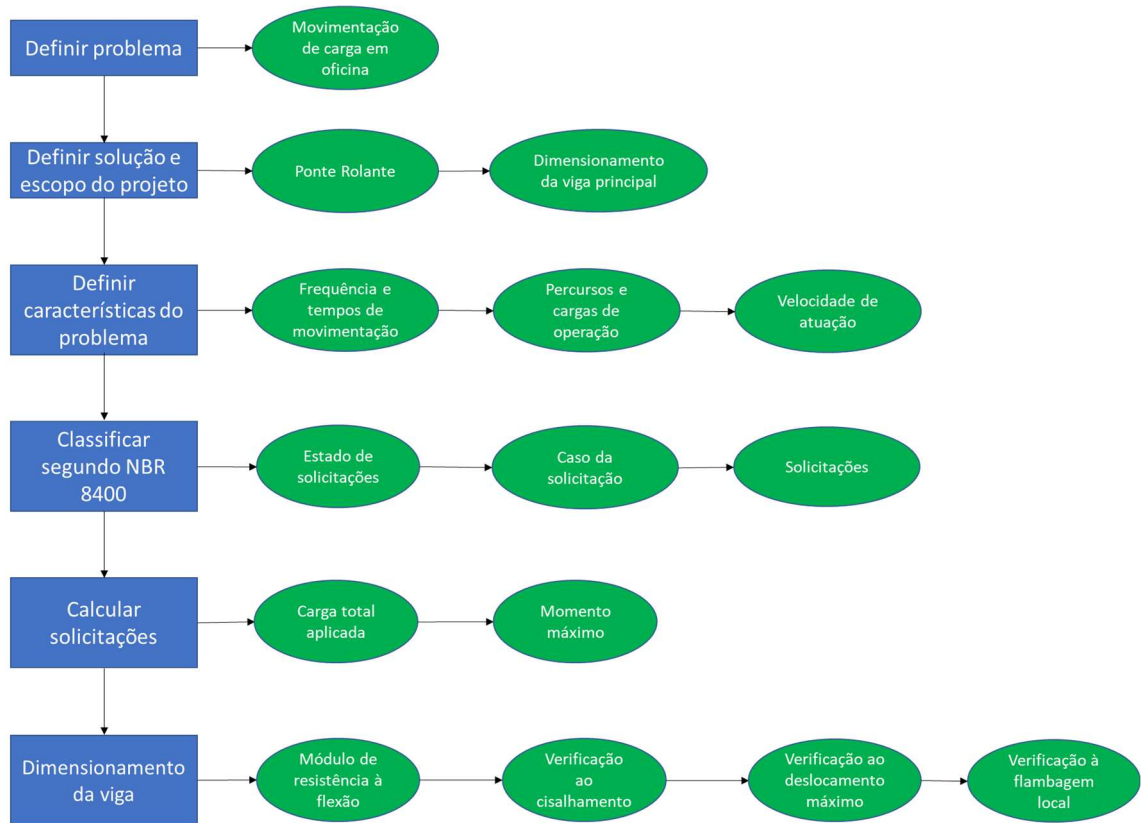 Definir problema
Movimentação
de carga em
oficina
Definir solução e
escopo do projeto
Ponte Rolante
Dimensionamento
da viga principal
Definir
características do
problema
Frequência e
tempos de
movimentação
Percursos e
cargas de
operação
Velocidade de
atuação
Classificar
segundo NBR
8400
Estado de
solicitações
Caso da
solicitação
Solicitações
Calcular
solicitações
Carga total
aplicada
Momento
máximo
Dimensionamento
da viga
Módulo de
resistência à
flexão
Verificação
ao
cisalhamento
Verificação ao
deslocamento
máximo
Verificação à
flambagem
local